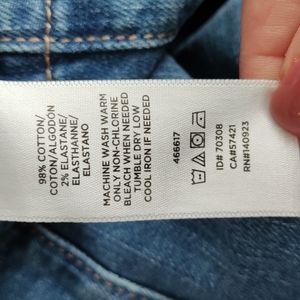 98% COTTON/
COTON/ALGODÓN
2% ELASTANE/
ELASTHANNE/
ELASTANO
MACHINE WASH WARM
ONLY NON-CHLORINE
BLEACH WHEN NEEDED
TUMBLE DRY LOW
COOL IRON IF NEEDED
466617
ID# 70308
CA#57421
RN#140923